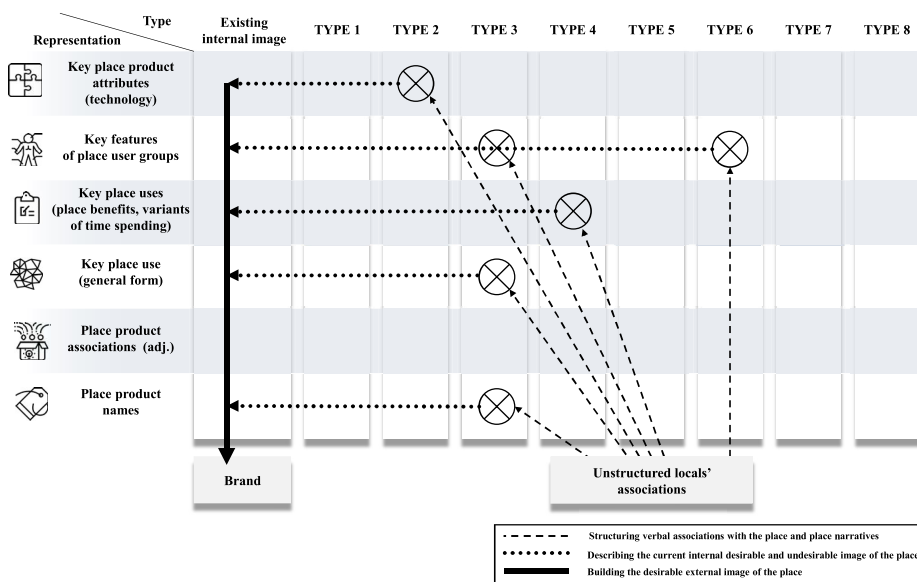 Type
Representation
Existing
internal image
TYPE 1
TYPE 2
TYPE 3
TYPE 4
TYPE 5
TYPE 6
TYPE 7
TYPE 8
Key place product
attributes
(technology)
Key features
of place user groups
Key place uses
(place benefits, variants
of time spending)
Key place use
(general form)
Place product
associations (adj.)
Place product
names
Brand
Unstructured locals’
associations
Structuring verbal associations with the place and place narratives
Describing the current internal desirable and undesirable image of the place
Building the desirable external image of the place